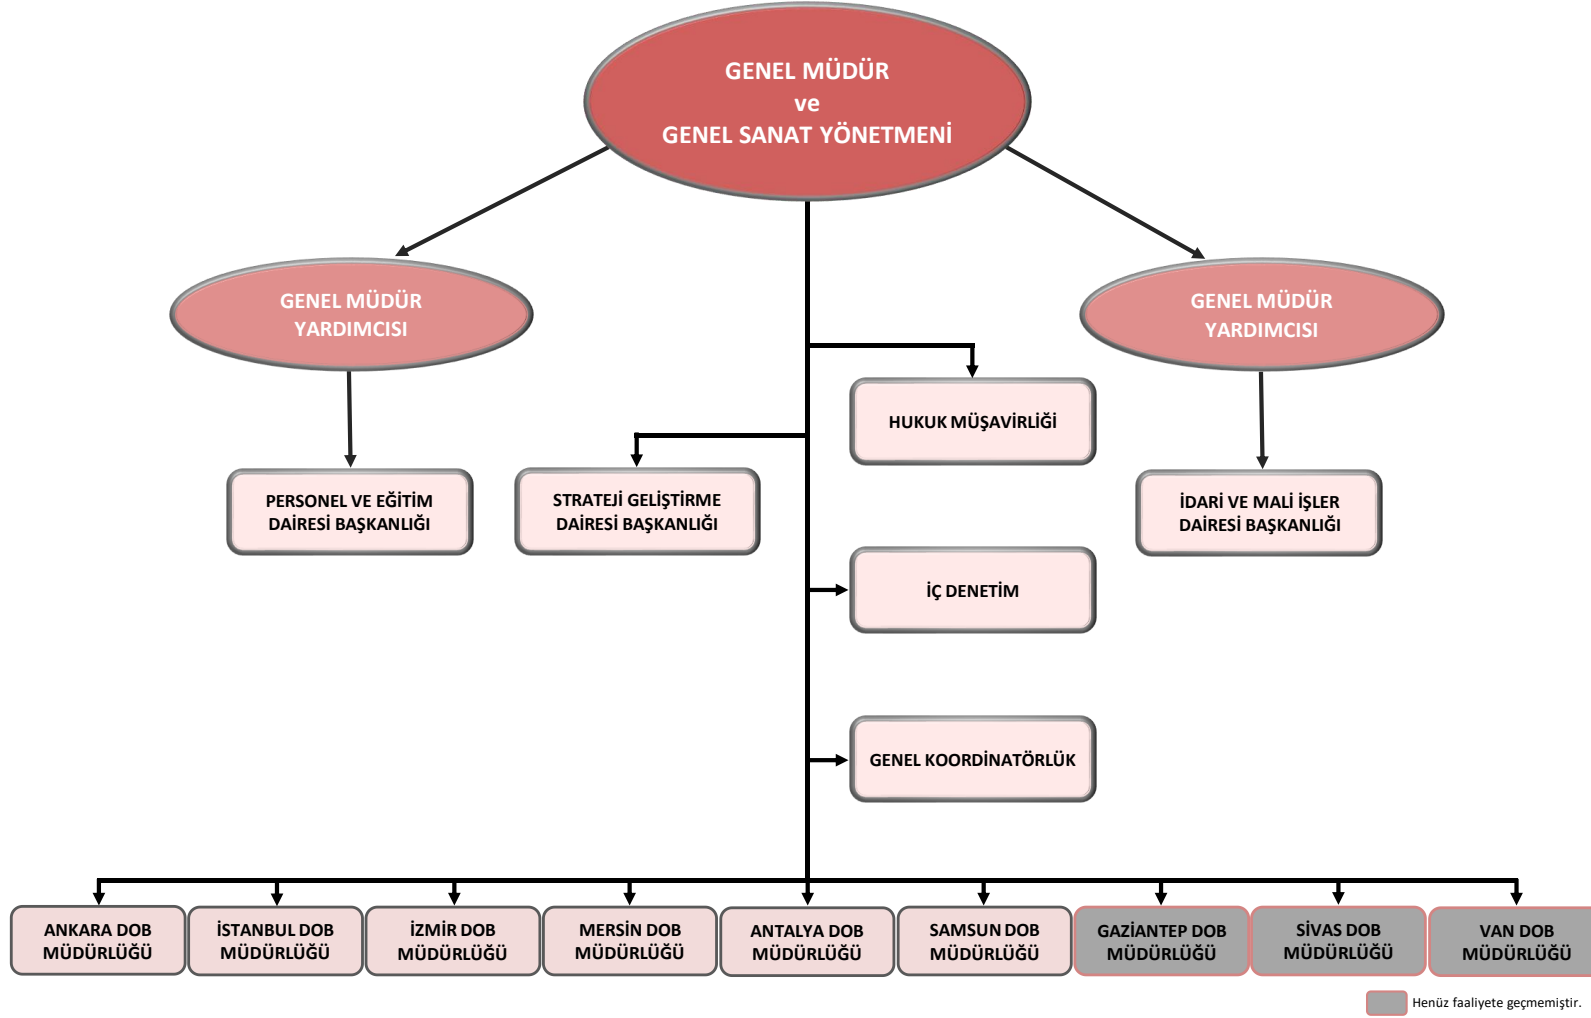 GENEL MÜDÜR
ve
GENEL SANAT YÖNETMENİ
GENEL MÜDÜR
YARDIMCISI
GENEL MÜDÜR
YARDIMCISI
HUKUK MÜŞAVİRLİĞİ
PERSONEL VE EĞİTİM
DAİRESİ BAŞKANLIĞI
STRATEJİ GELİŞTİRME
DAİRESİ BAŞKANLIĞI
İDARİ VE MALİ İŞLER
DAİRESİ BAŞKANLIĞI
İÇ DENETİM
GENEL KOORDİNATÖRLÜK
ANKARA DOB
MÜDÜRLÜĞÜ
İSTANBUL DOB
MÜDÜRLÜĞÜ
İZMİR DOB
MÜDÜRLÜĞÜ
MERSİN DOB
MÜDÜRLÜĞÜ
ANTALYA DOB
MÜDÜRLÜĞÜ
SAMSUN DOB
MÜDÜRLÜĞÜ
GAZİANTEP DOB
MÜDÜRLÜĞÜ
SİVAS DOB
MÜDÜRLÜĞÜ
VAN DOB
MÜDÜRLÜĞÜ
Henüz faaliyete geçmemiştir.